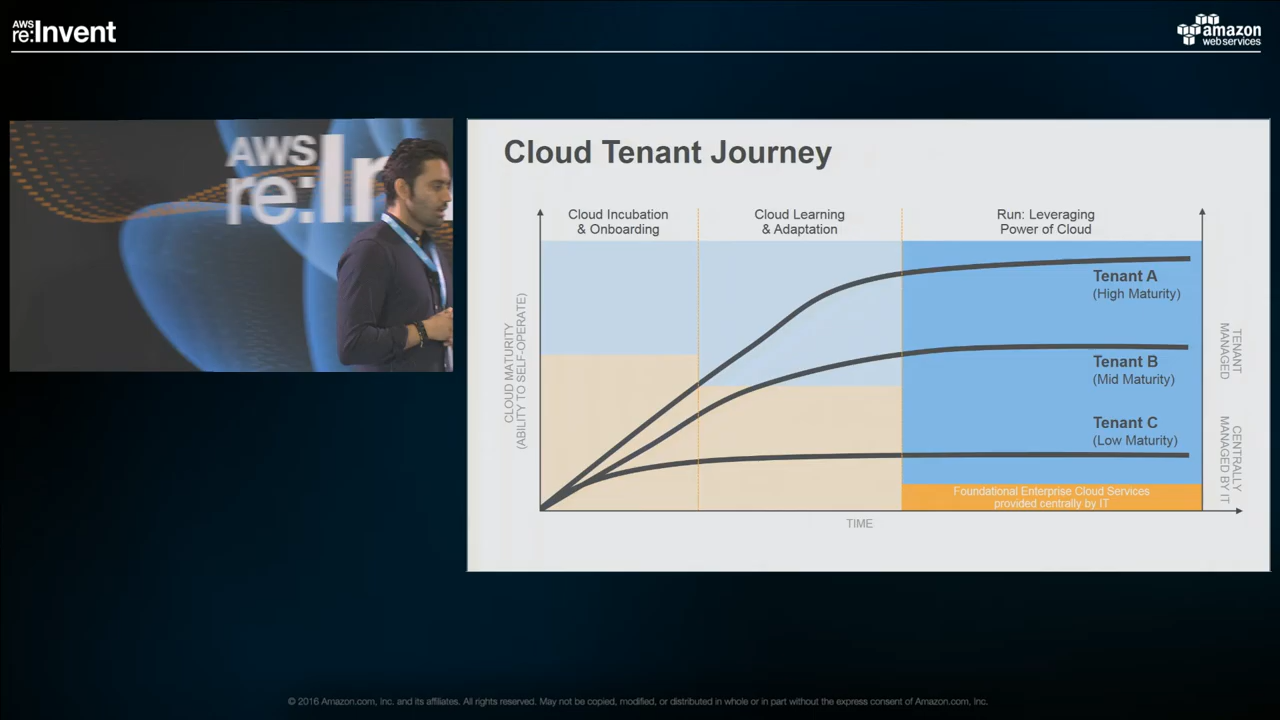 AWS
re:Invent
amazon
webservices
AWS
re:In
Cloud Tenant Journey
Cloud Incubation
& Onboarding
Cloud Learning
& Adaptation
Run: Leveraging
Power of Cloud
CLOUD MATURITY
(ABILITY TO SELF-OPERATE)
Tenant A
(High Maturity)
Tenant B
(Mid Maturity)
Tenant C
(Low Maturity)
TENANT
MANAGED
CENTRALLY
MANAGED BY IT
Foundational Enterprise Cloud Services
provided centrally by IT
TIME
© 2016 Amazon.com, Inc. and its affiliates. All rights reserved. May not be copied, modified, or distributed in whole or in part without the express consent of Amazon.com, Inc.